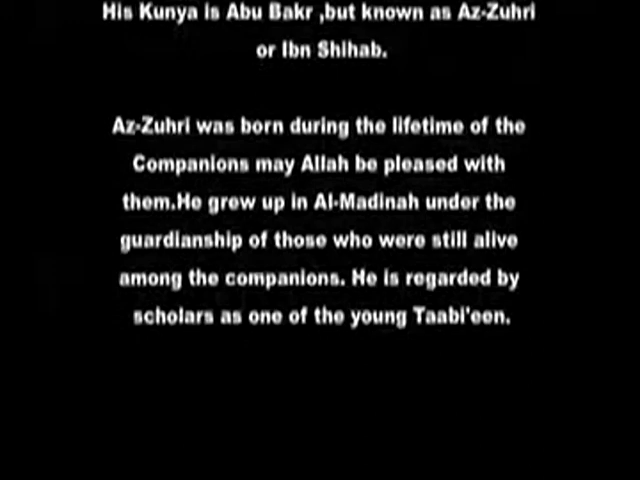 His Kunya is Abu Bakr ,but known as Az-Zuhri
or Ibn Shihab.
Az-Zuhri was born during the lifetime of the
Companions may Allah be pleased with
them.He grew up in Al-Madinah under the
guardianship of those who were still alive
among the companions. He is regarded by
scholars as one of the young Taabi'een.